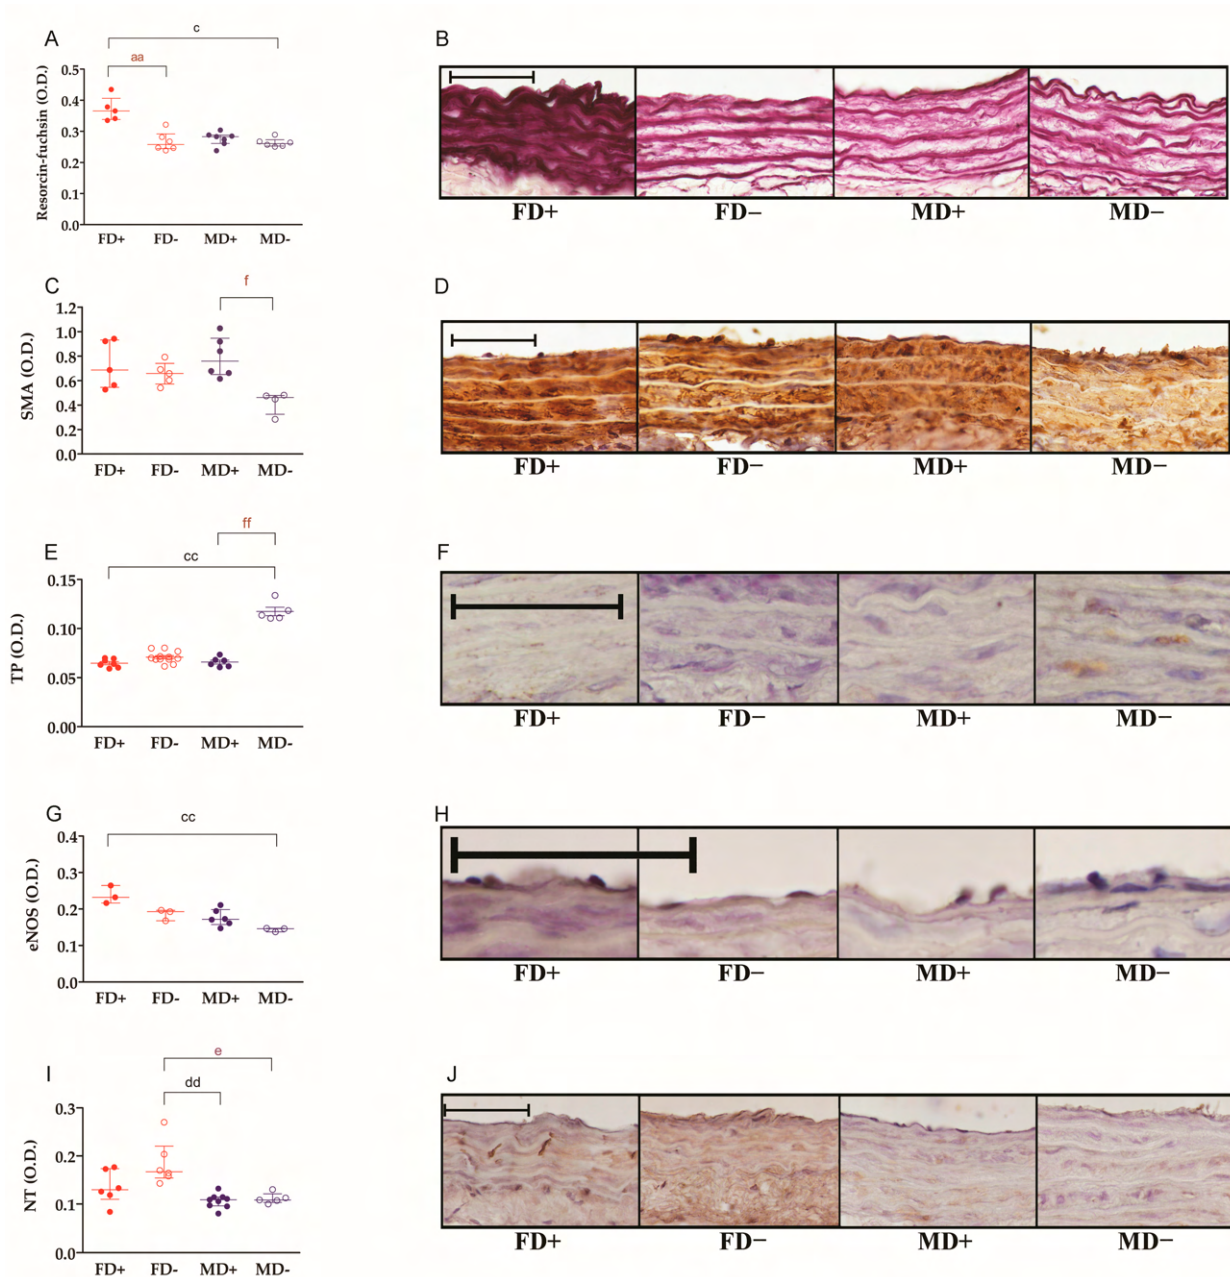 A
c
aa
Resorcin-fuchsin (O.D.)
0.5
0.4
0.3
0.2
0.1
0.0
FD+ FD- MD+ MD-
B
FD+ FD− MD+ MD−
C
f
SMA (O.D.)
1.2
1.0
0.8
0.6
0.4
0.2
0.0
FD+ FD- MD+ MD-
D
FD+ FD− MD+ MD−
E
ff
cc
TP (O.D.)
0.15
0.10
0.05
0.00
FD+ FD- MD+ MD-
F
FD+ FD− MD+ MD−
G
cc
eNOS (O.D.)
0.4
0.3
0.2
0.1
0.0
FD+ FD- MD+ MD-
H
FD+ FD− MD+ MD−
I
e
dd
NT (O.D.)
0.3
0.2
0.1
0.0
FD+ FD- MD+ MD-
J
FD+ FD− MD+ MD−